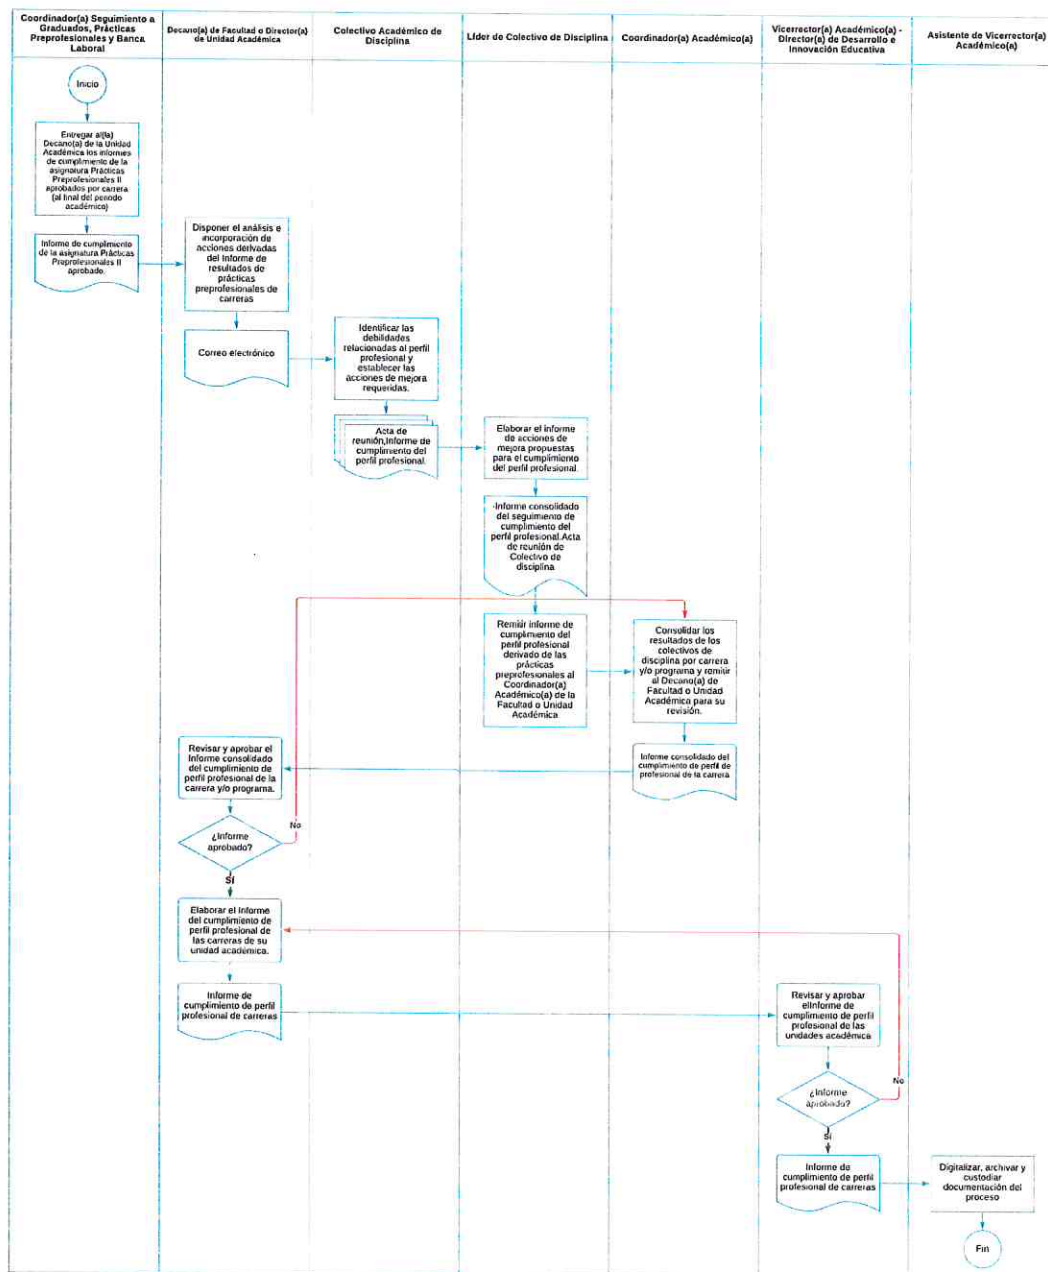 Coordinador(a) Seguimiento a
Graduados, Prácticas
Preprofesionales y Banca
Laboral
Decano(a) de Facultad o Director(a)
de Unidad Académica
Colectivo Académico de
Disciplina
Líder de Colectivo de Disciplina
Coordinador(a) Académico(a)
Vicerrector(a) Académico(a) -
Director(a) de Desarrollo e
Innovación Educativa
Asistente de Vicerrector(a)
Académico(a)
Inicio
Entregar al(la)
Decano(a) de la Unidad
Académica los informes
de cumplimiento de la
asignatura Prácticas
Preprofesionales II
aprobados por carrera
(al final del periodo
académico)
Informe de cumplimiento
de la asignatura Prácticas
Preprofesionales II
aprobado.
Disponer el análisis e
incorporación de
acciones derivadas
del Informe de
resultados de
prácticas
preprofesionales de
carreras
Correo electrónico
Identificar las
debilidades
relacionadas al perfil
profesional y
establecer las
acciones de mejora
requeridas.
Acta de
reunión,Informe de
cumplimiento del
perfil profesional.
Elaborar el informe
de acciones de
mejora propuestas
para el cumplimiento
del perfil profesional.
-Informe consolidado
del seguimiento de
cumplimiento del
perfil profesional.Acta
de reunión de
Colectivo de
disciplina
Remitir informe de
cumplimiento del
perfil profesional
derivado de las
prácticas
preprofesionales al
Coordinador(a)
Académico(a) de la
Facultad o Unidad
Académica
Consolidar los
resultados de los
colectivos de
disciplina por carrera
y/o programa y remitir
al Decano(a) de
Facultad o Unidad
Académica para su
revisión.
Informe consolidado del
cumplimiento de perfil de
profesional de la carrera
Revisar y aprobar el
Informe consolidado
del cumplimiento de
perfil profesional de la
carrera y/o programa.
¿Informe
aprobado?
No
Sí
Elaborar el Informe
del cumplimiento de
perfil profesional de
las carreras de su
unidad académica.
Informe de
cumplimiento de perfil
profesional de carreras
Revisar y aprobar
elInforme de
cumplimiento de perfil
profesional de las
unidades académica
¿Informe
aprobado?
No
Sí
Informe de
cumplimiento de perfil
profesional de carreras
Digitalizar, archivar y
custodiar
documentación del
proceso
Fin